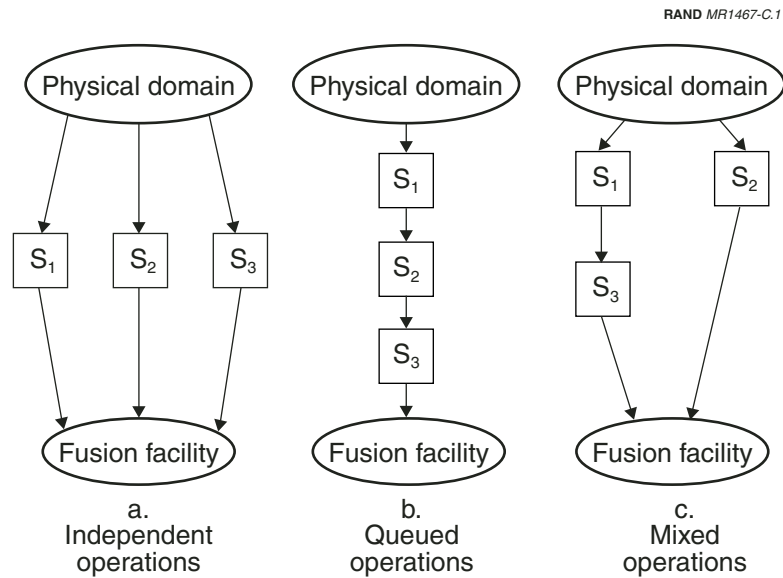 RAND MR1467-C.1
Physical domain
S1
S2
S3
Fusion facility
a.
Independent
operations
Physical domain
S1
S2
S3
Fusion facility
b.
Queued
operations
Physical domain
S1
S2
S3
Fusion facility
c.
Mixed
operations